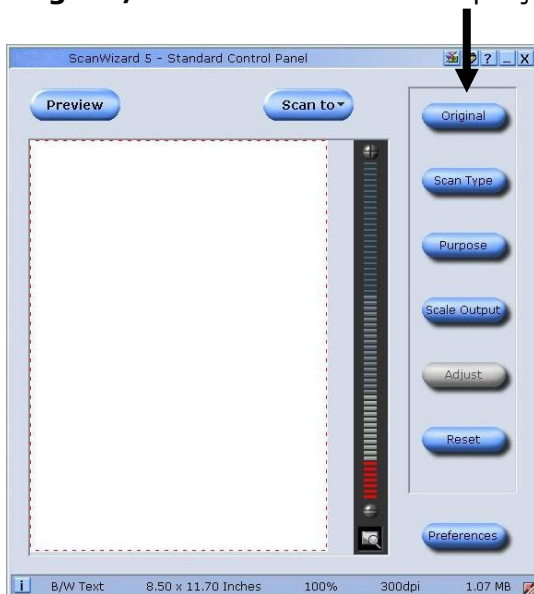 ScanWizard 5 - Standard Control Panel
? _ X
Preview
Scan to
Original
Scan Type
Purpose
Scale Output
Adjust
Reset
Preferences
i B/W Text 8.50 x 11.70 Inches 100% 300dpi 1.07 MB